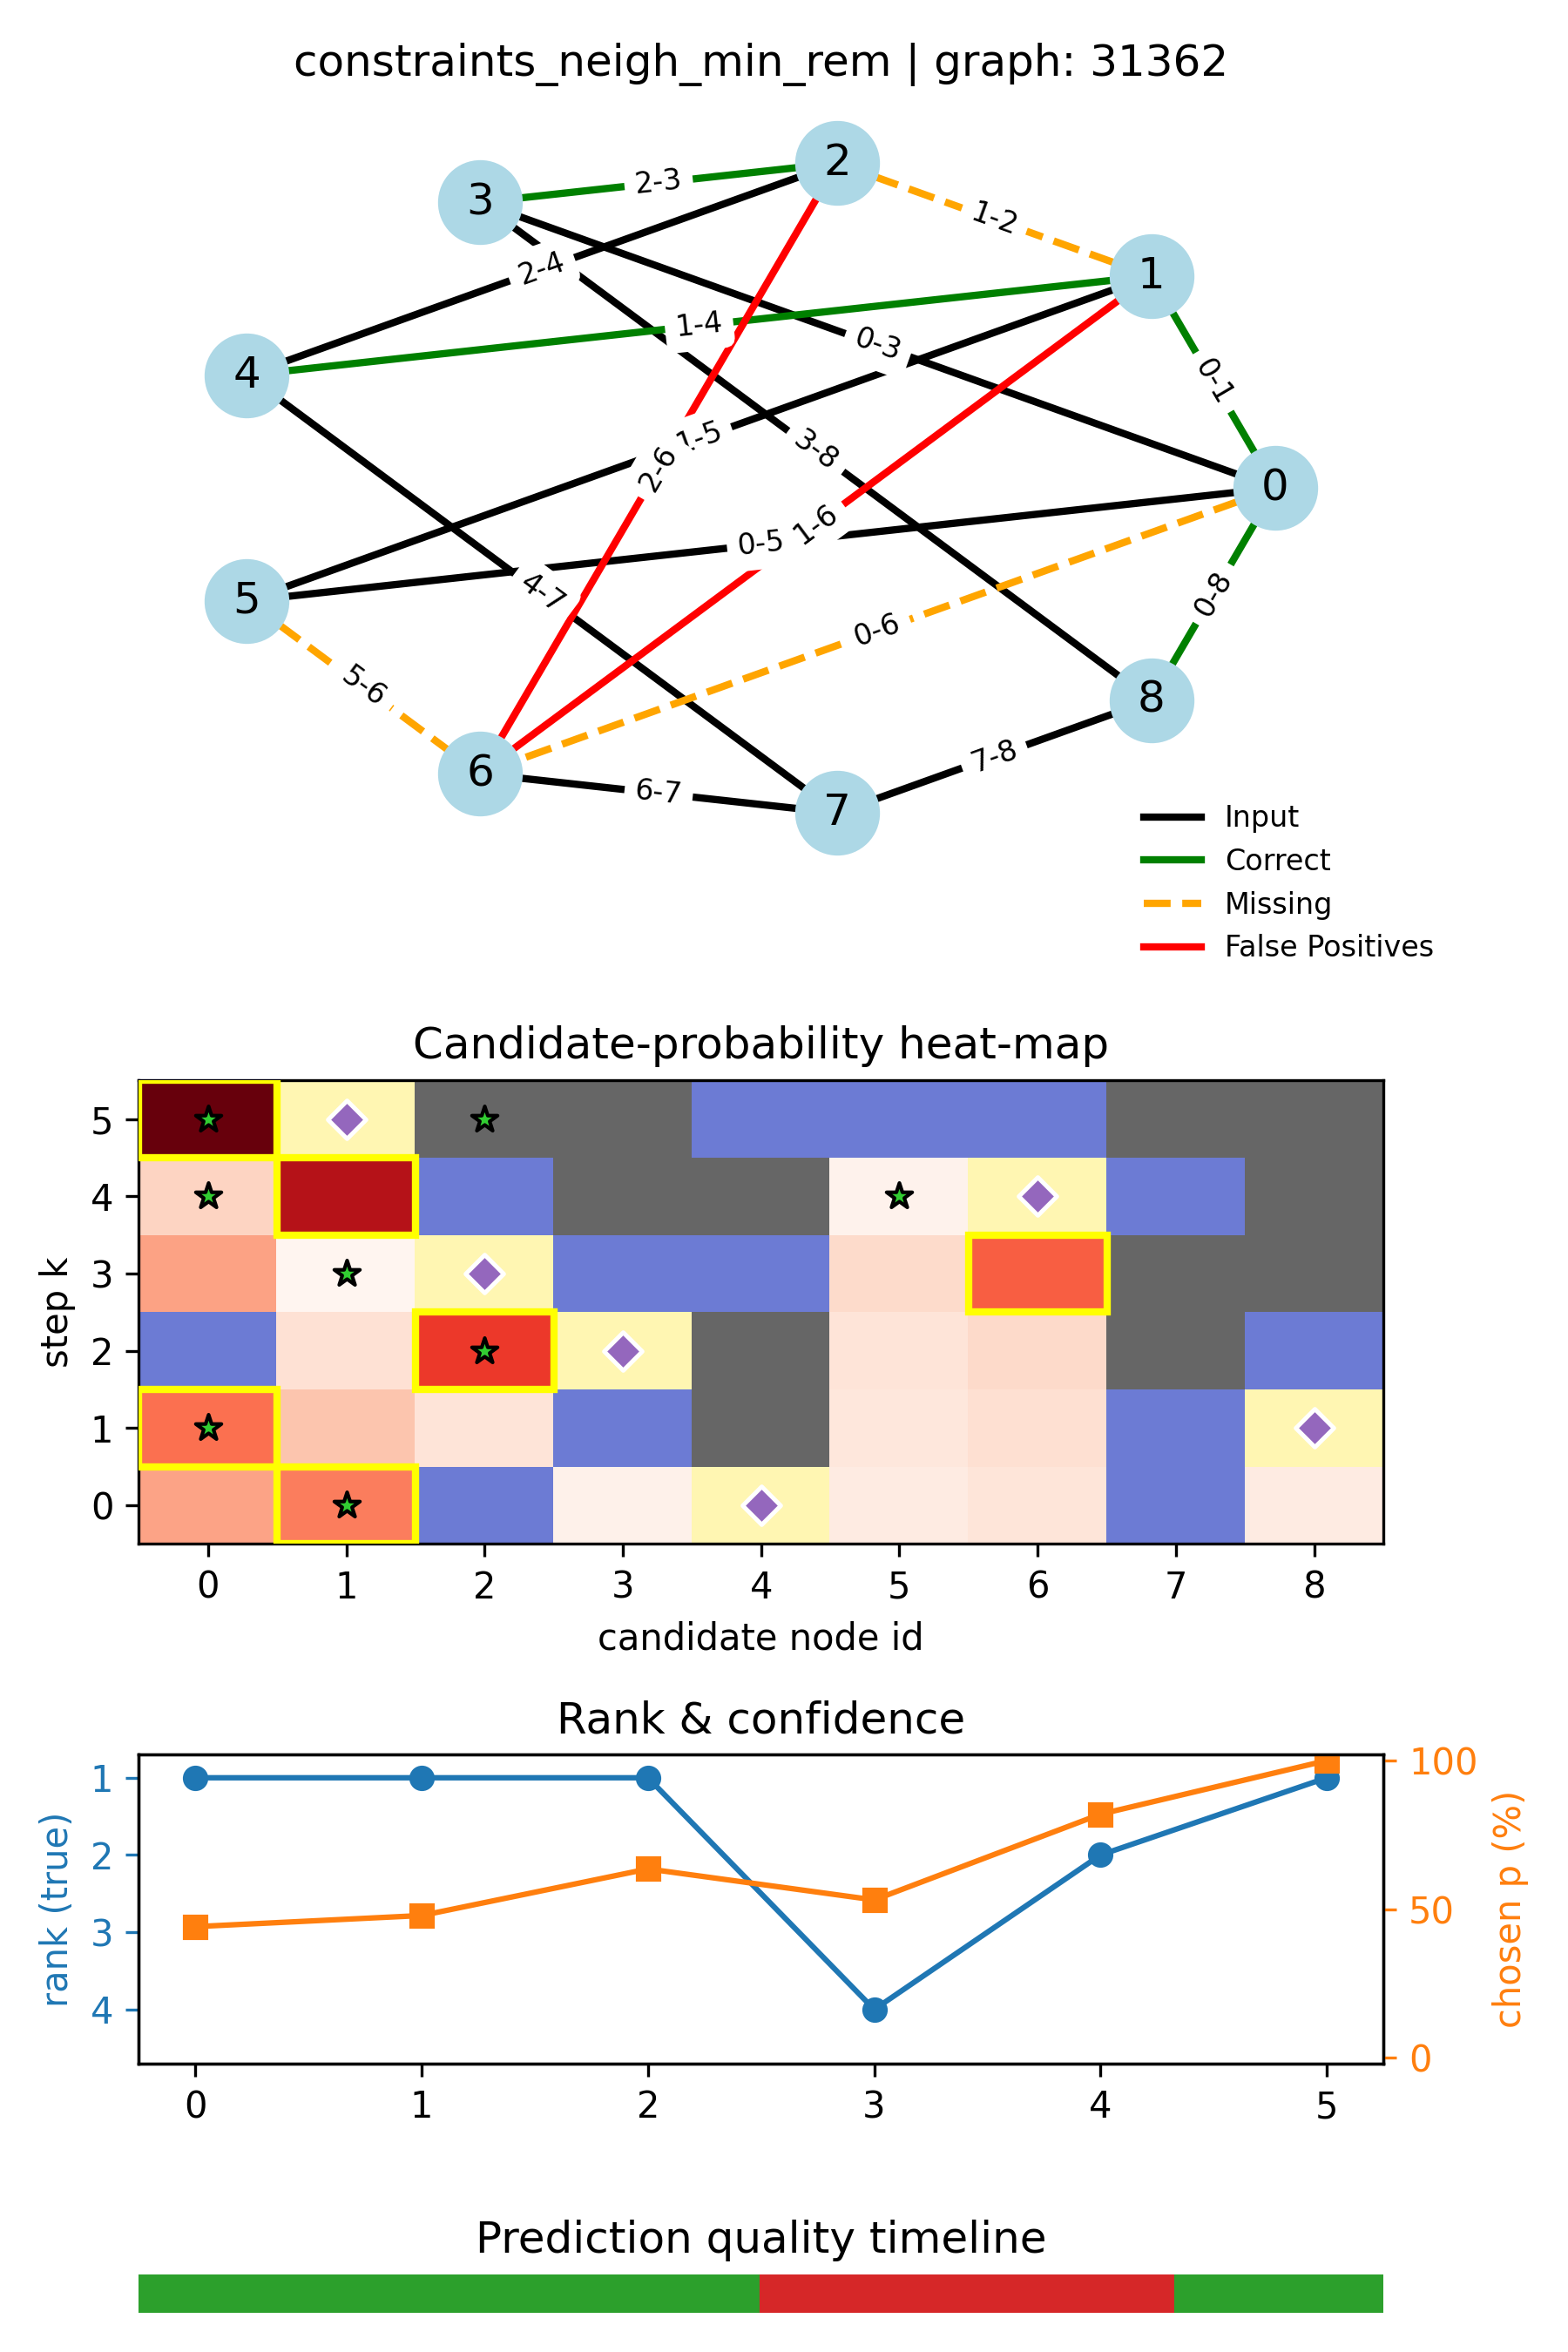 constraints_neigh_min_rem | graph: 31362
2
3
2-3
1-2
1
2-4
1-4
0-3
4
0-1
1-5
3-8
2-6
0
1-6
0-5
4-7
5
0-8
0-6
5-6
8
6
7-8
6-7
7
Input
Correct
Missing
False Positives
Candidate-probability heat-map
step k
5
4
3
2
1
0
0 1 2 3 4 5 6 7 8
candidate node id
Rank & confidence
rank (true)
1
2
3
4
100
50
0
chosen p (%)
0 1 2 3 4 5
Prediction quality timeline